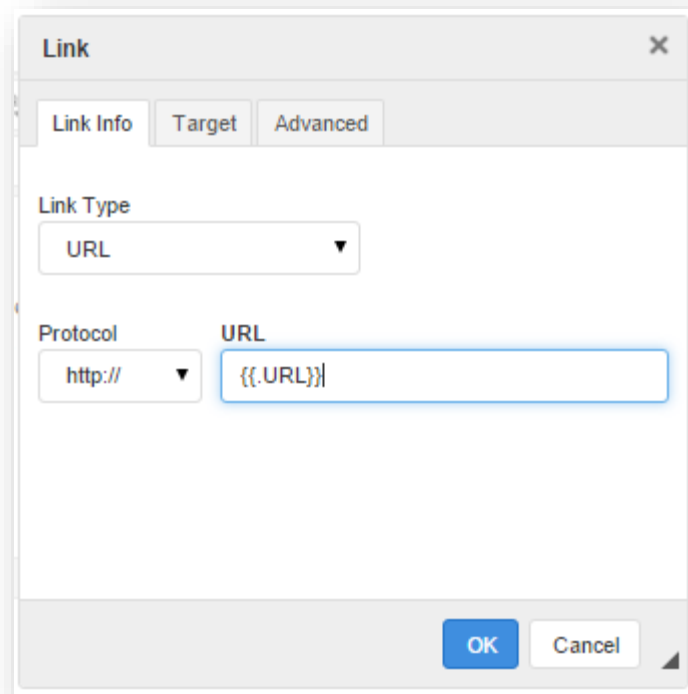 Link
Link Info Target Advanced
Link Type
URL
Protocol URL
http:// {{.URL}}
OK Cancel